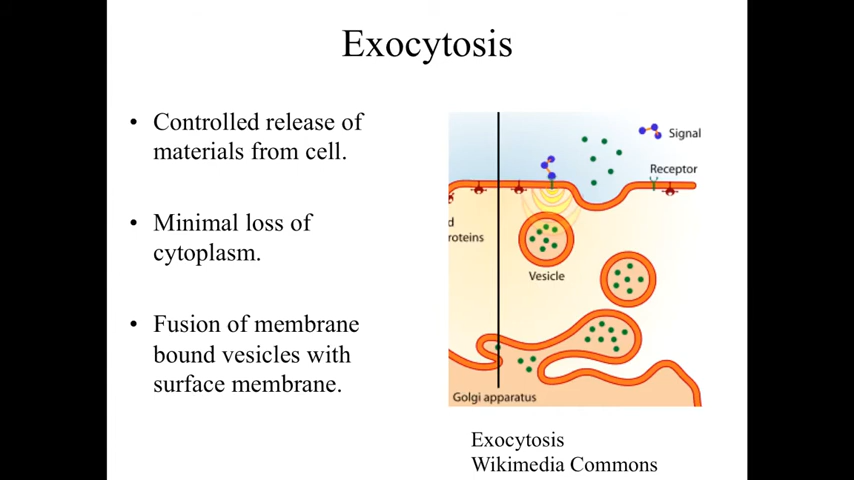 Exocytosis
• Controlled release of
materials from cell.
• Minimal loss of
cytoplasm.
• Fusion of membrane
bound vesicles with
surface membrane.
Signal
Receptor
d
roteins
Vesicle
Golgi apparatus
Exocytosis
Wikimedia Commons